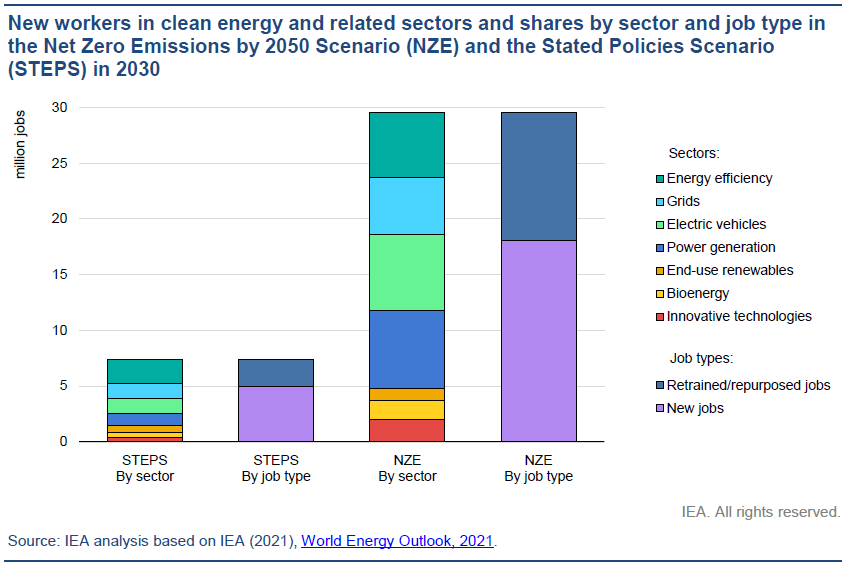 New workers in clean energy and related sectors and shares by sector and job type in
the Net Zero Emissions by 2050 Scenario (NZE) and the Stated Policies Scenario
(STEPS) in 2030
million jobs
30
25
20
15
10
5
0
STEPS
By sector
STEPS
By job type
NZE
By sector
NZE
By job type
Sectors:
Energy efficiency
Grids
Electric vehicles
Power generation
End-use renewables
Bioenergy
Innovative technologies
Job types:
Retrained/repurposed jobs
New jobs
IEA. All rights reserved.
Source: IEA analysis based on IEA (2021), World Energy Outlook, 2021.